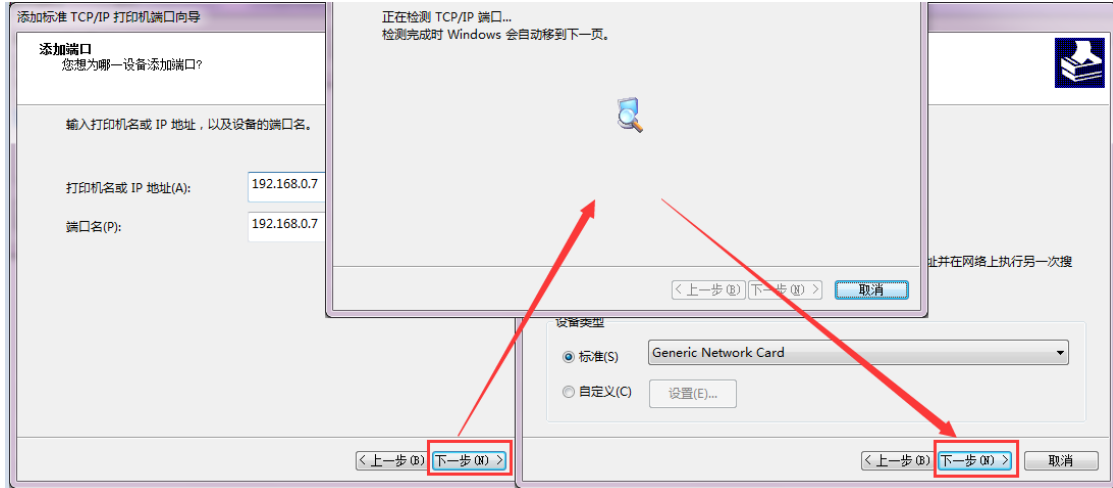 添加标准 TCP/IP 打印机端口向导
添加端口
您想为哪一设备添加端口?
输入打印机名或 IP 地址，以及设备的端口名。
打印机名或 IP 地址(A):
192.168.0.7
端口名(P):
192.168.0.7
< 上一步(B)
下一步(N) >
正在检测 TCP/IP 端口...
检测完成时 Windows 会自动移到下一页。
< 上一步(B)
下一步(N) >
取消
址并在网络上执行另一次搜
设备类型
标准(S)
Generic Network Card
自定义(C)
设置(E)...
< 上一步(B)
下一步(N) >
取消